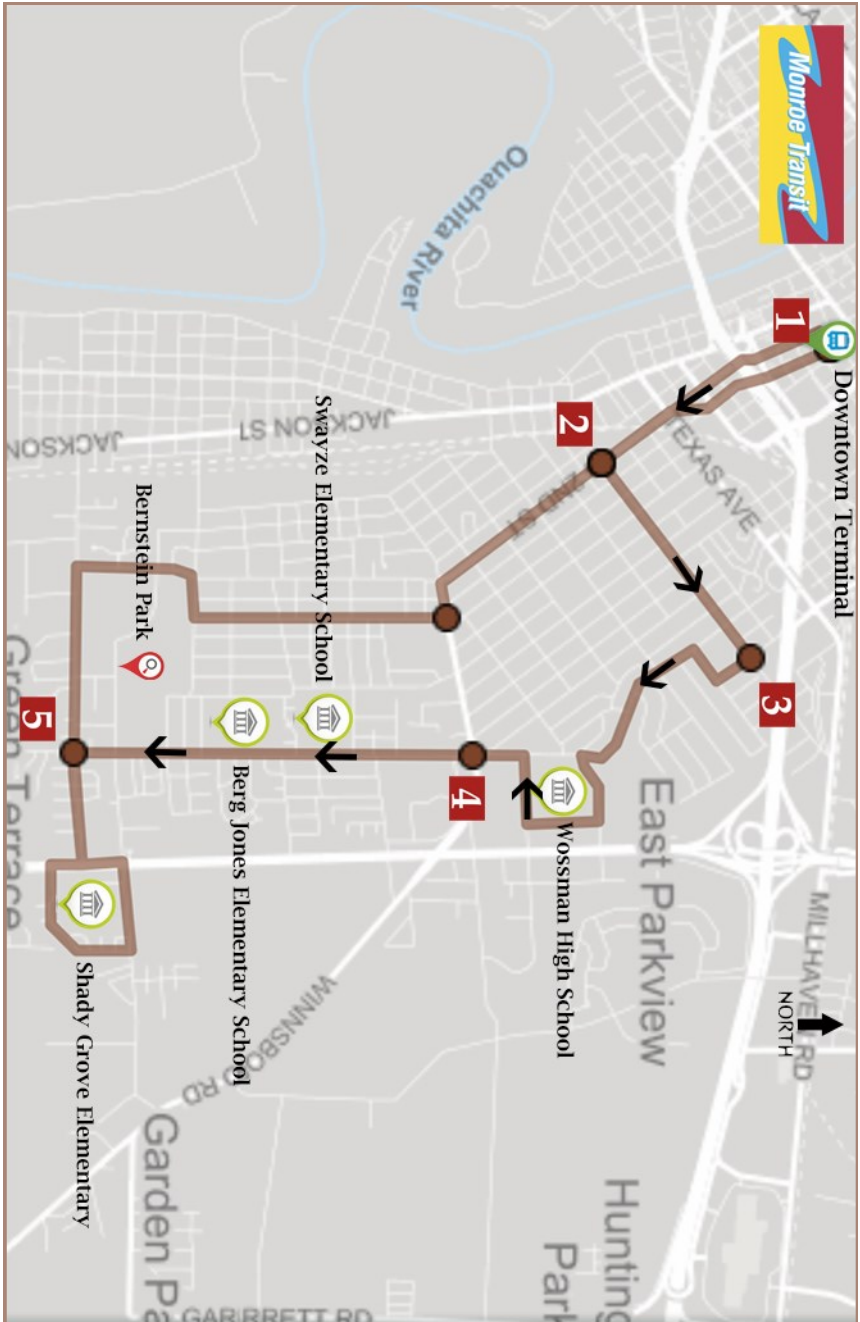 Monroe Transit
1
Downtown Terminal
TEXAS AVE
2
2ND ST
3
JACKSON ST
JACKSON
Ouachita
River
Swayze Elementary School
Bernstein Park
4
5
Green Terrace
Berg Jones Elementary School
Wossman High School
Shady Grove Elementary
East Parkview
MILLHAVEN RD
NORTH
WINNSBORO RD
Garden Pa
Hunting
Park
GARRETT RD